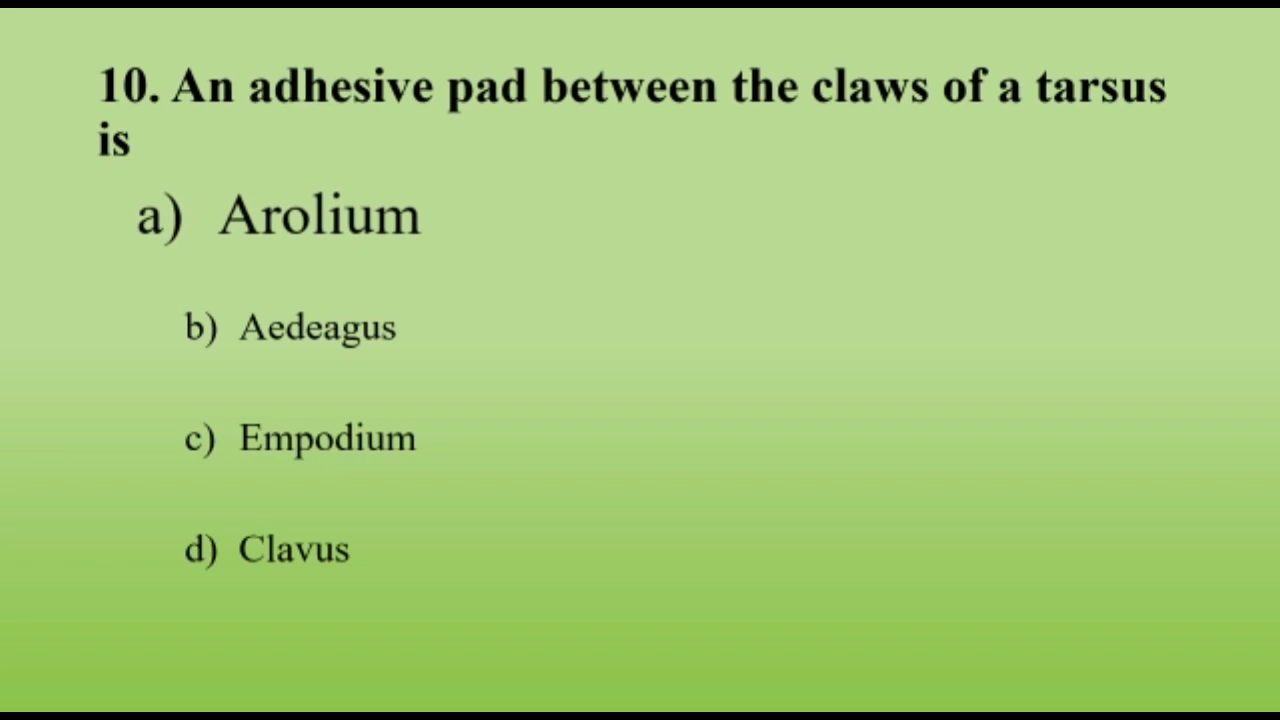 10. An adhesive pad between the claws of a tarsus
is
a) Arolium
b) Aedeagus
c) Empodium
d) Clavus